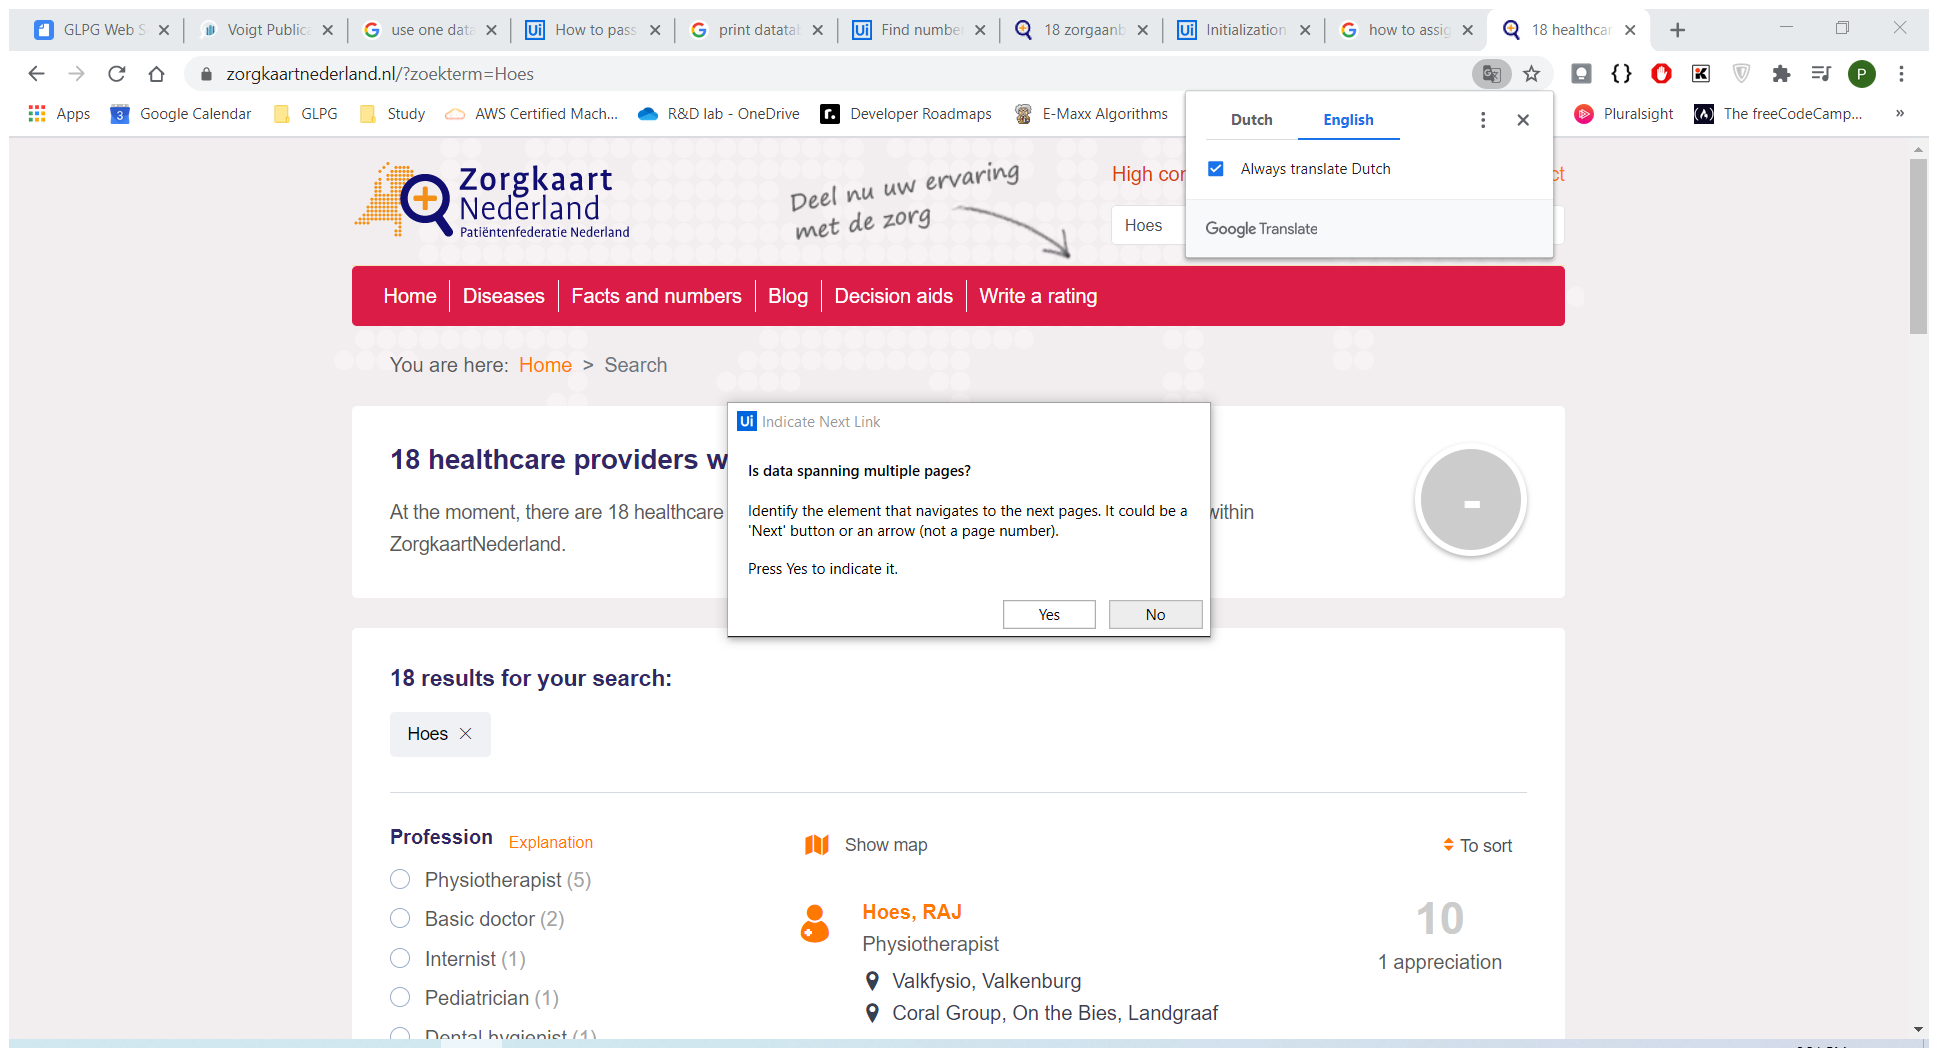 GLPG Web S
Voigt Publica
use one data
How to pass
print datatab
Find number
18 zorgaanb
Initialization
how to assig
18 healthcar
zorgkaartnederland.nl/?zoekterm=Hoes
P
Apps
3
Google Calendar
GLPG
Study
AWS Certified Mach...
R&D lab - OneDrive
r.
Developer Roadmaps
E-Maxx Algorithms
Pluralsight
The freeCodeCamp...
»
Dutch
English
Always translate Dutch
Google Translate
Zorgkaart
Nederland
Patiëntenfederatie Nederland
Deel nu uw ervaring
met de zorg
High cor
ct
Hoes
Home
Diseases
Facts and numbers
Blog
Decision aids
Write a rating
You are here: Home > Search
Ui Indicate Next Link
Is data spanning multiple pages?
Identify the element that navigates to the next pages. It could be a
'Next' button or an arrow (not a page number).
Press Yes to indicate it.
Yes
No
18 healthcare providers w
At the moment, there are 18 healthcare
within
ZorgkaartNederland.
-
18 results for your search:
Hoes
Profession
Explanation
Physiotherapist (5)
Basic doctor (2)
Internist (1)
Pediatrician (1)
Dental hygienist (1)
Show map
To sort
Hoes, RAJ
Physiotherapist
Valkfysio, Valkenburg
Coral Group, On the Bies, Landgraaf
10
1 appreciation